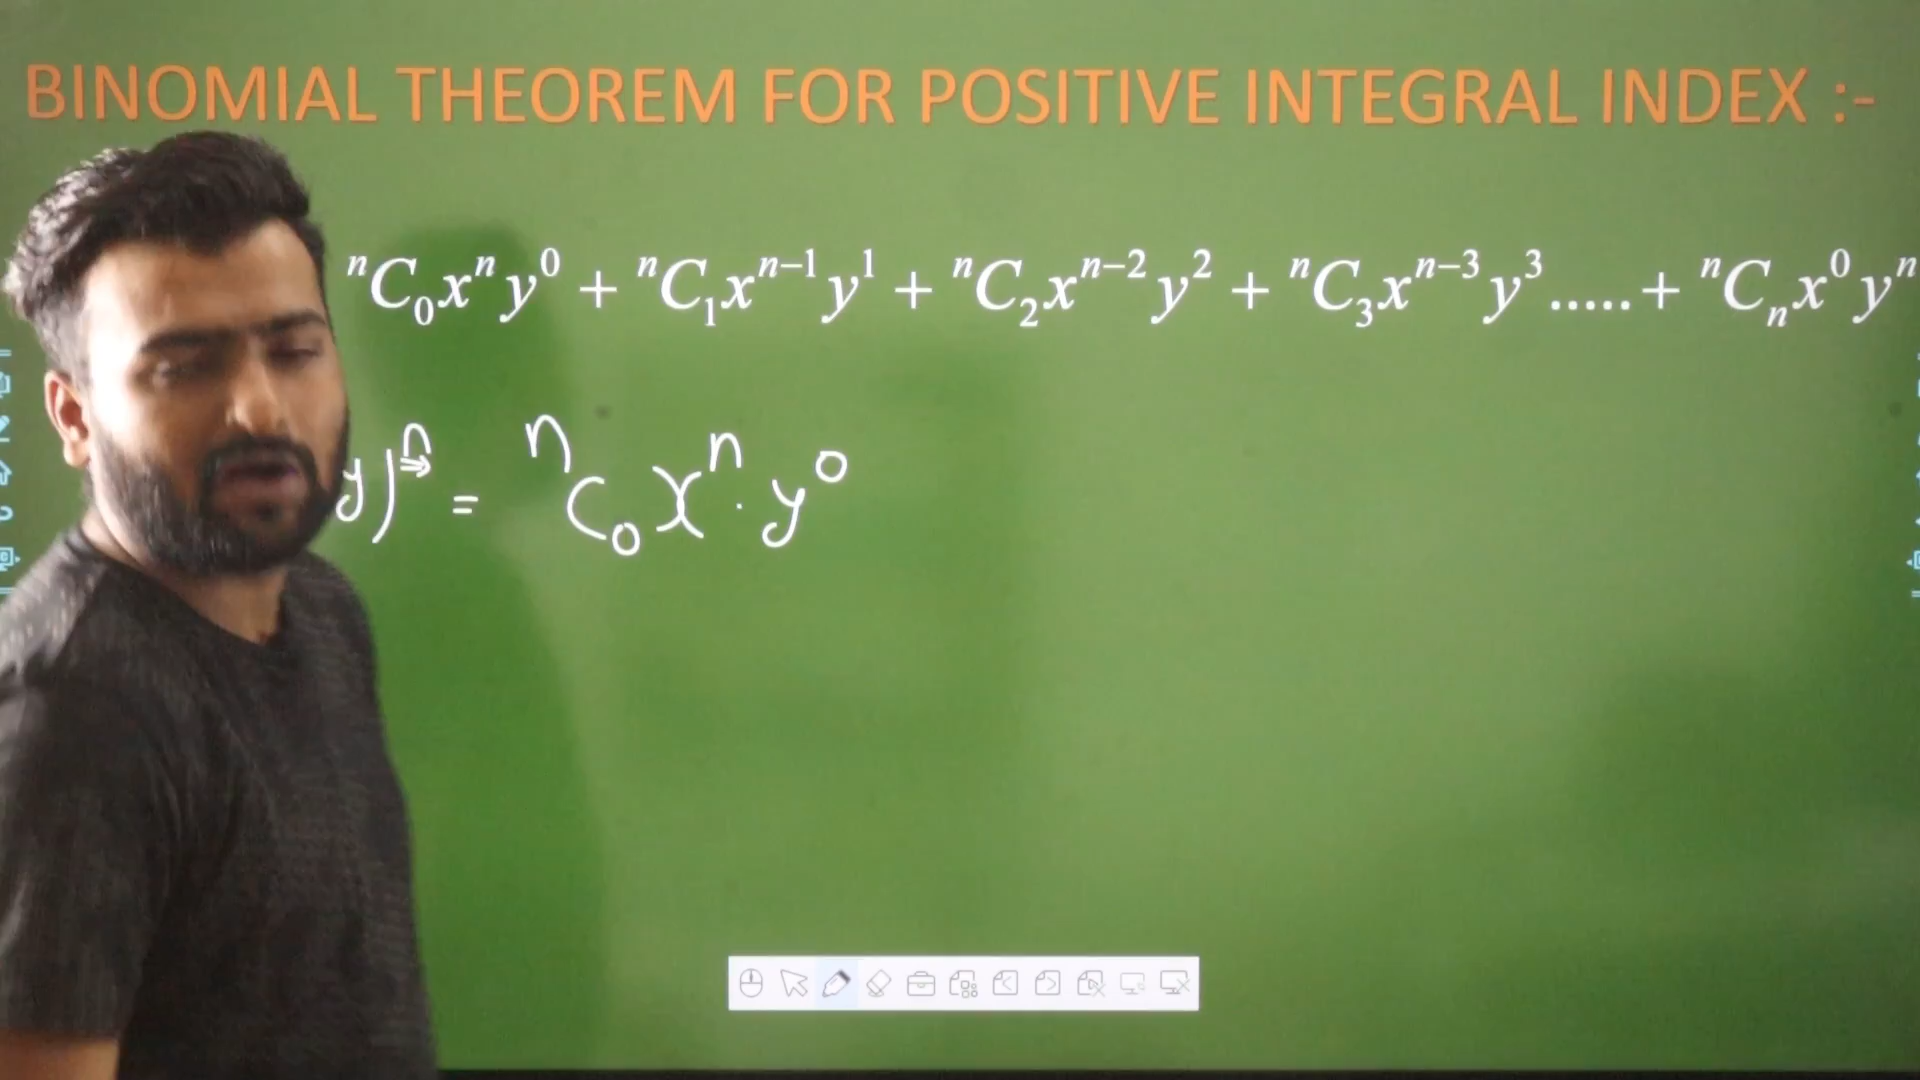 BINOMIAL THEOREM FOR POSITIVE INTEGRAL INDEX :-
ⁿC₀xⁿy⁰ + ⁿC₁xⁿ⁻¹y¹ + ⁿC₂xⁿ⁻²y² + ⁿC₃xⁿ⁻³y³.....+ ⁿCₙx⁰yⁿ
y)ⁿ = ⁿC₀xⁿ·y⁰